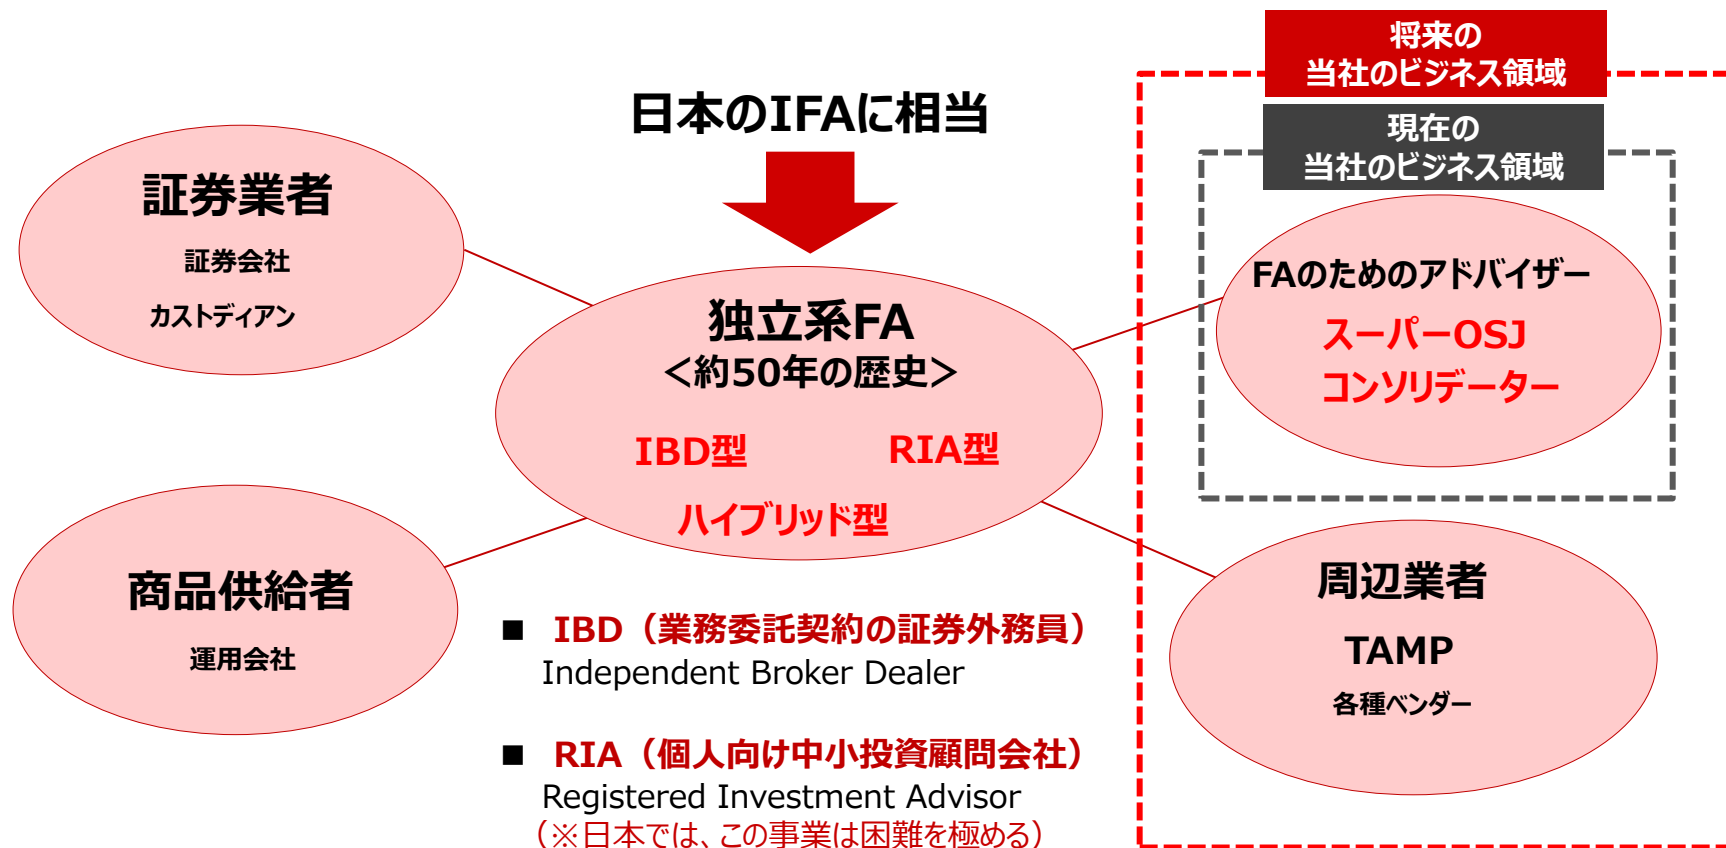 将来の
当社のビジネス領域
現在の
当社のビジネス領域
日本のIFAに相当
証券業者
証券会社
カストディアン
独立系FA
＜約50年の歴史＞
IBD型
RIA型
ハイブリッド型
FAのためのアドバイザー
スーパーOSJ
コンソリデーター
商品供給者
運用会社
周辺業者
TAMP
各種ベンダー
■ IBD（業務委託契約の証券外務員）
Independent Broker Dealer
■ RIA（個人向け中小投資顧問会社）
Registered Investment Advisor
（※日本では、この事業は困難を極める）